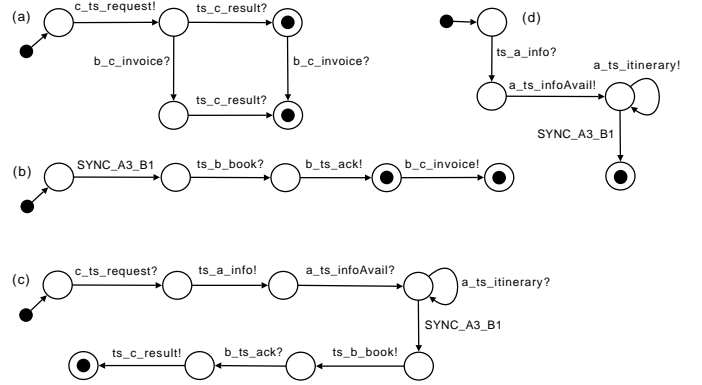 (a)
c_ts_request!
ts_c_result?
b_c_invoice?
b_c_invoice?
ts_c_result?
(d)
ts_a_info?
a_ts_itinerary!
a_ts_infoAvail!
SYNC_A3_B1
(b)
SYNC_A3_B1
ts_b_book?
b_ts_ack!
b_c_invoice!
(c)
c_ts_request?
ts_a_info!
a_ts_infoAvail?
a_ts_itinerary?
SYNC_A3_B1
ts_c_result!
b_ts_ack?
ts_b_book!